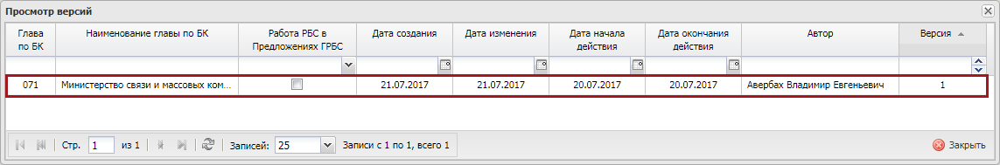 Просмотр версий
Глава по БК Наименование главы по БК Работа РБС в Предложениях ГРБС Дата создания Дата изменения Дата начала действия Дата окончания действия Автор Версия
071 Министерство связи и массовых ком... 21.07.2017 21.07.2017 20.07.2017 20.07.2017 Авербах Владимир Евгеньевич 1
Стр. 1 из 1 Записей: 25 Записи с 1 по 1, всего 1 Закрыть